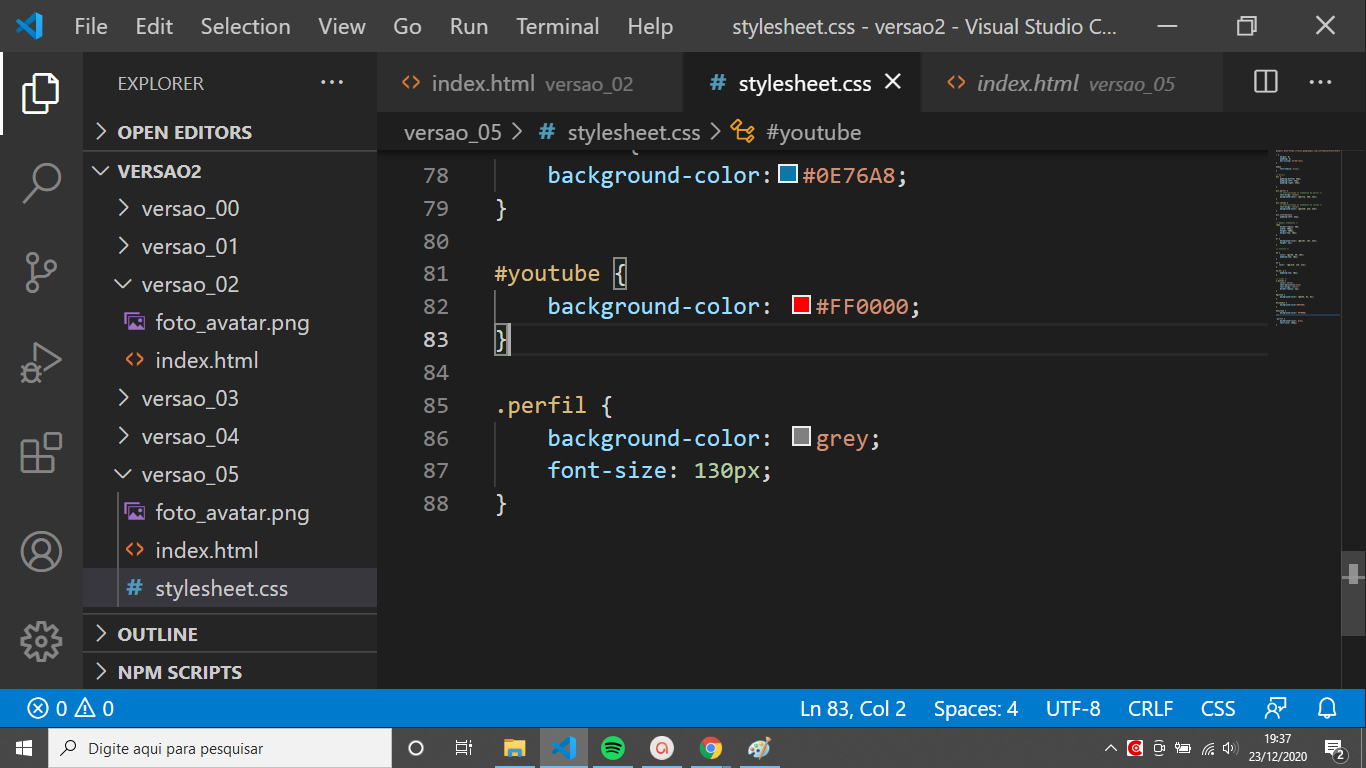 File Edit Selection View Go Run Terminal Help stylesheet.css - versao2 - Visual Studio C...
EXPLORER
index.html versao_02
# stylesheet.css
index.html versao_05
OPEN EDITORS
VERSAO2
versao_00
versao_01
versao_02
foto_avatar.png
index.html
versao_03
versao_04
versao_05
foto_avatar.png
index.html
# stylesheet.css
OUTLINE
NPM SCRIPTS
versao_05 > # stylesheet.css > #youtube
78 background-color: #0E76A8;
79 }
80
81 #youtube {
82 background-color: #FF0000;
83 }
84
85 .perfil {
86 background-color: grey;
87 font-size: 130px;
88 }
0 0 Ln 83, Col 2 Spaces: 4 UTF-8 CRLF CSS
Digite aqui para pesquisar
19:37
23/12/2020
2